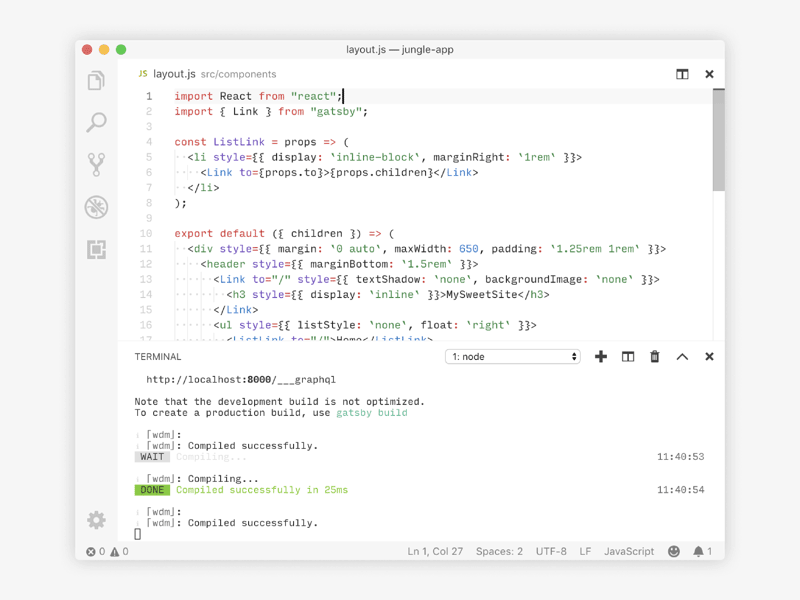 layout.js — jungle-app
JS layout.js src/components
1 import React from "react";
2 import { Link } from "gatsby";
3
4 const ListLink = props => (
5 ··<li style={{ display: `inline-block`, marginRight: `1rem` }}>
6 ····<Link to={props.to}>{props.children}</Link>
7 ··</li>
8 );
9
10 export default ({ children }) => (
11 ··<div style={{ margin: `0 auto`, maxWidth: 650, padding: `1.25rem 1rem` }}>
12 ····<header style={{ marginBottom: `1.5rem` }}>
13 ······<Link to="/" style={{ textShadow: `none`, backgroundImage: `none` }}>
14 ········<h3 style={{ display: `inline` }}>MySweetSite</h3>
15 ······</Link>
16 ······<ul style={{ listStyle: `none`, float: `right` }}>
17 ········<ListLink to="/">Home</ListLink>
TERMINAL 1: node
http://localhost:8000/___graphql
Note that the development build is not optimized.
To create a production build, use gatsby build
i ⌈wdm⌋:
i ⌈wdm⌋: Compiled successfully.
WAIT Compiling... 11:40:53
i ⌈wdm⌋: Compiling...
DONE Compiled successfully in 25ms 11:40:54
i ⌈wdm⌋:
i ⌈wdm⌋: Compiled successfully.
0 0 Ln 1, Col 27 Spaces: 2 UTF-8 LF JavaScript 1